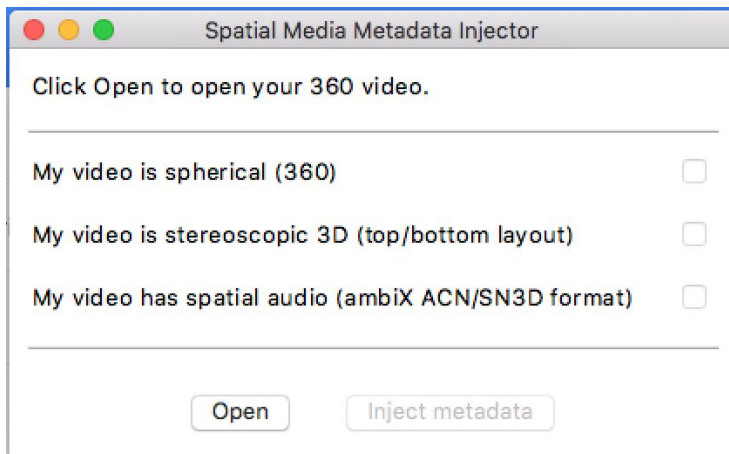 Spatial Media Metadata Injector
Click Open to open your 360 video.
My video is spherical (360)
My video is stereoscopic 3D (top/bottom layout)
My video has spatial audio (ambiX ACN/SN3D format)
Open Inject metadata